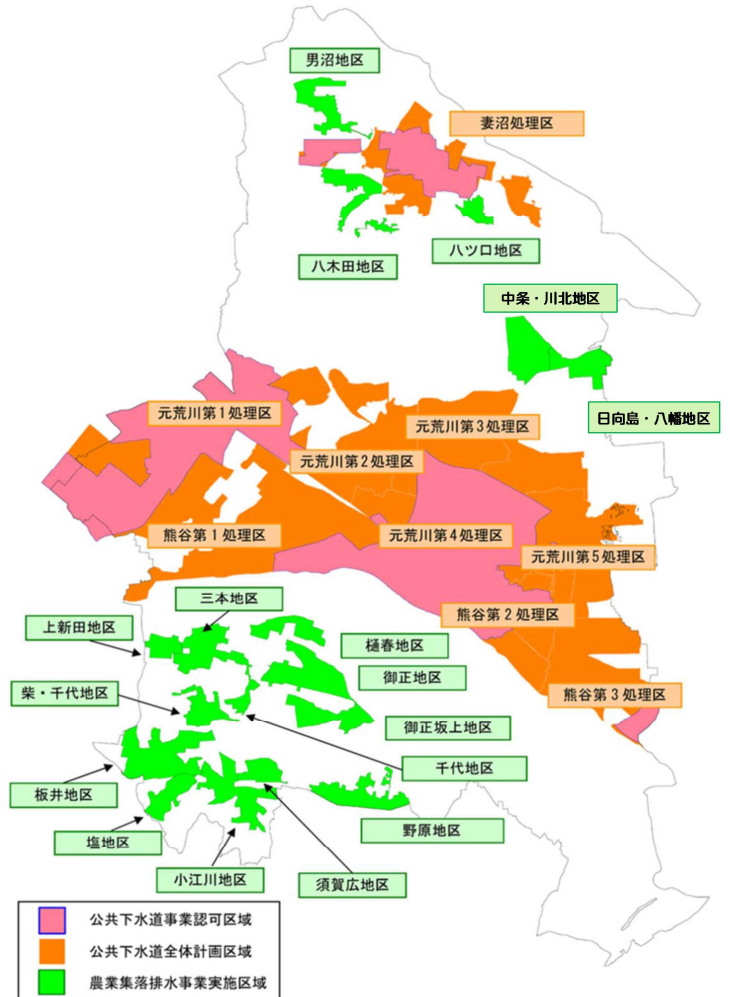 男沼地区
妻沼処理区
八木田地区
八ツ口地区
中条・川北地区
日向島・八幡地区
元荒川第1処理区
元荒川第3処理区
元荒川第2処理区
熊谷第1処理区
元荒川第4処理区
元荒川第5処理区
三本地区
熊谷第2処理区
上新田地区
樋春地区
御正地区
柴・千代地区
熊谷第3処理区
御正坂上地区
千代地区
板井地区
野原地区
塩地区
小江川地区
須賀広地区
公共下水道事業認可区域
公共下水道全体計画区域
農業集落排水事業実施区域